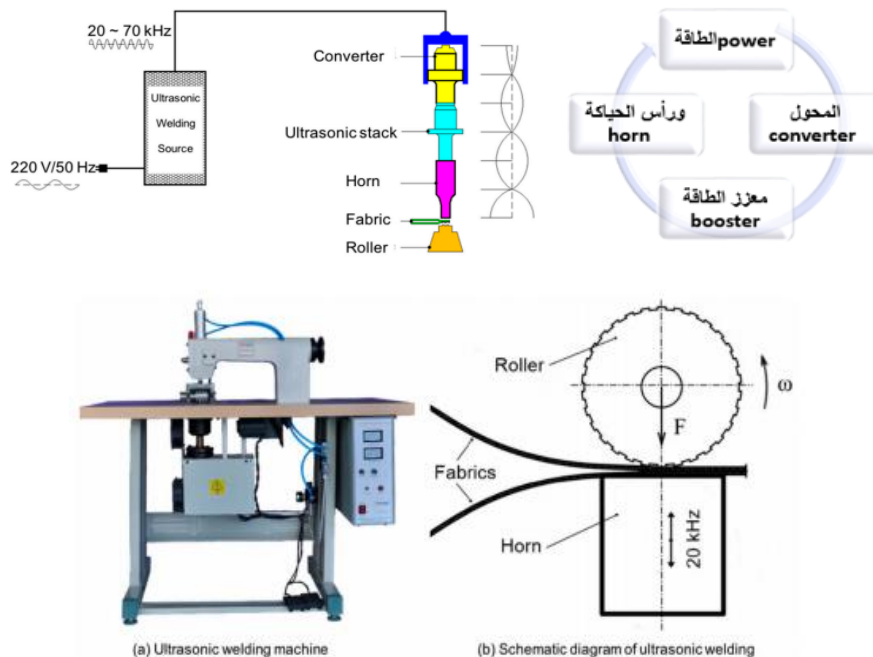 20 ~ 70 kHz
Ultrasonic
Welding
Source
220 V/50 Hz
Converter
Ultrasonic stack
Horn
Fabric
Roller
الطاقةpower
المحول
converter
معزز الطاقة
booster
ورأس الحياكة
horn
Roller
ω
F
Fabrics
Horn
20 kHz
(a) Ultrasonic welding machine
(b) Schematic diagram of ultrasonic welding